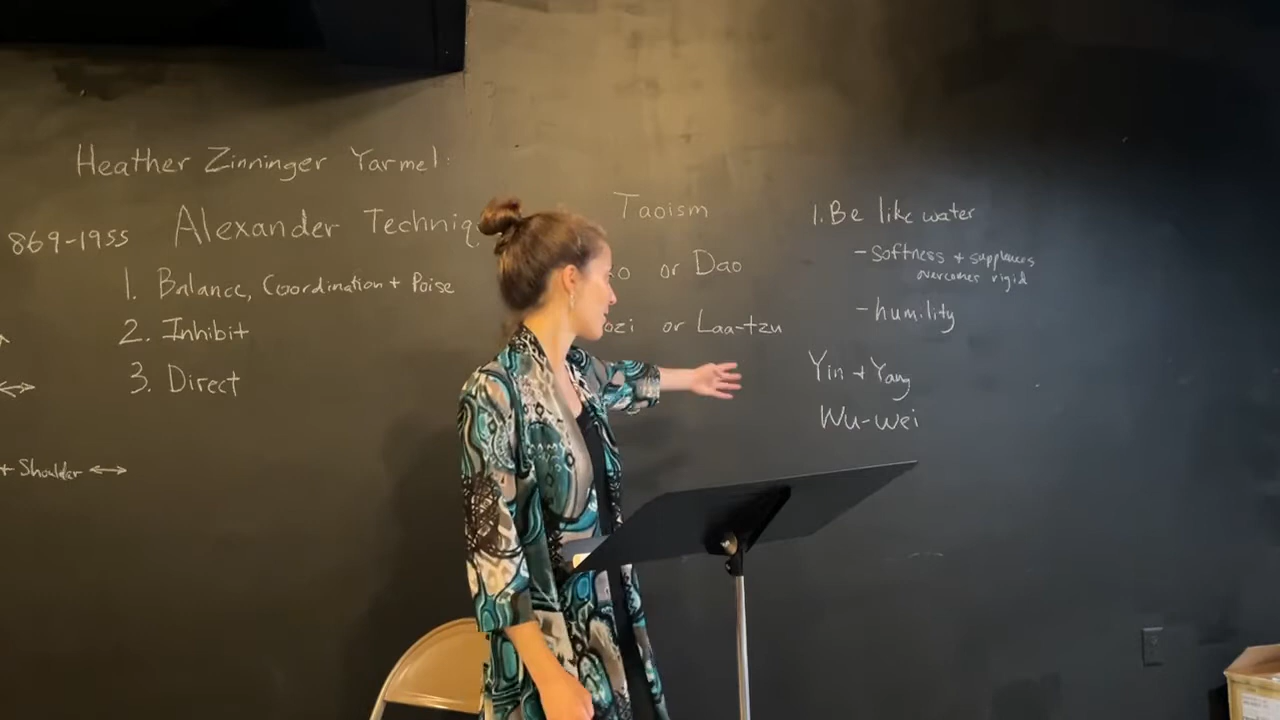 Heather Zinninger Yarmel:
869-1955
Alexander Techniq
1. Balance, Coordination + Poise
2. Inhibit
3. Direct
+ Shoulder ↔
Taoism
o or Dao
ozi or Laa-tzu
1. Be like water
- softness + suppleness
overcomes rigid
- humility
Yin + Yang
Wu-wei